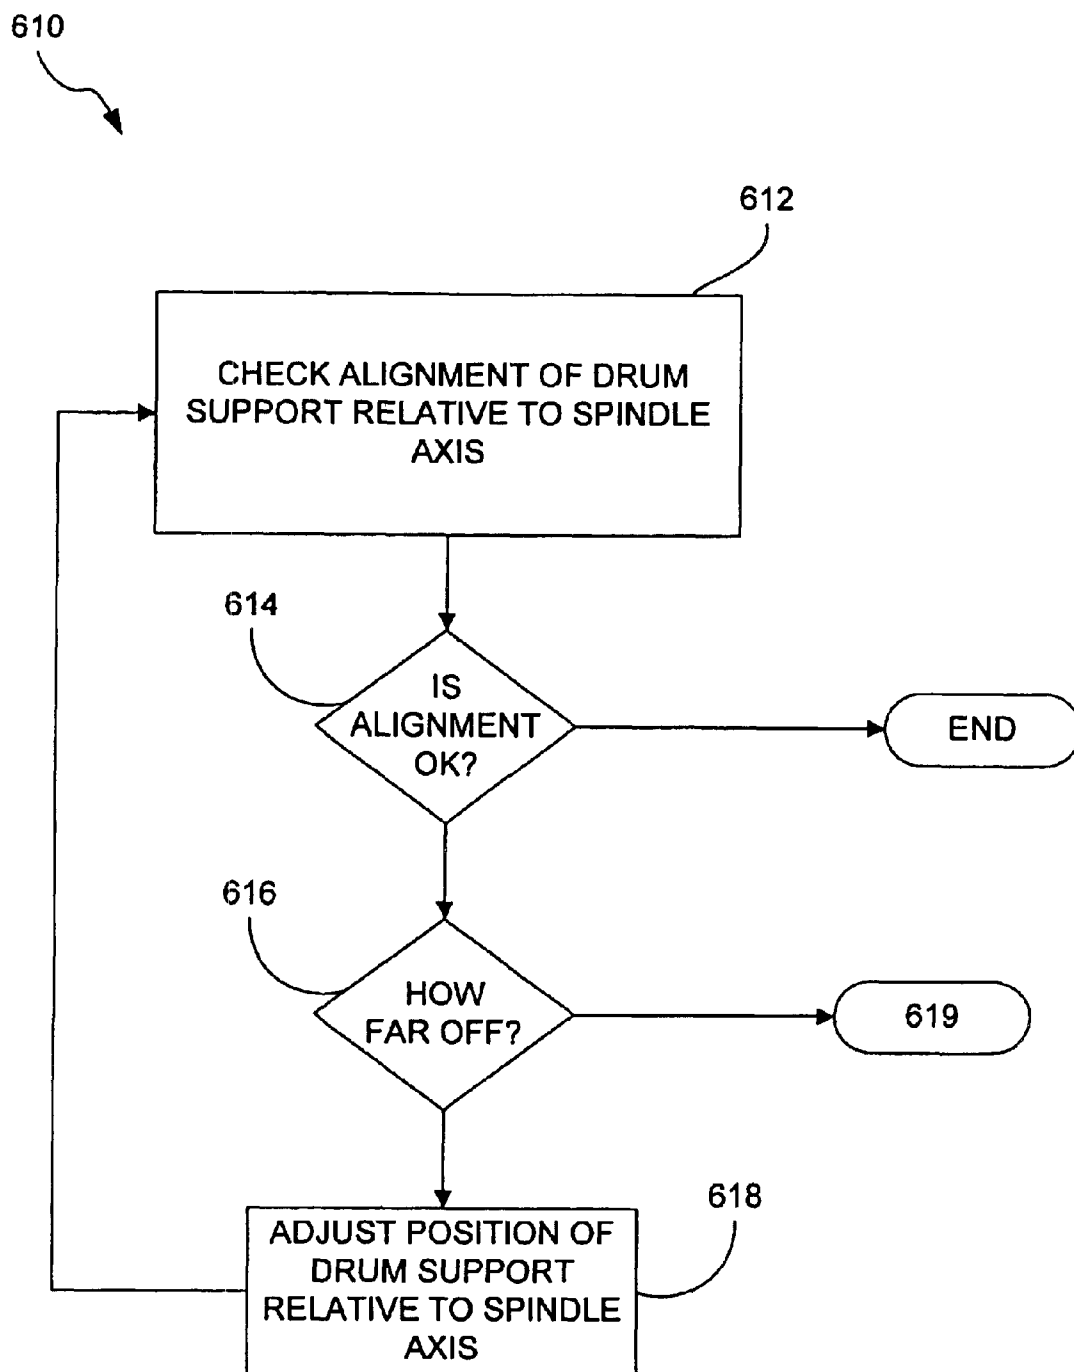 610
612
CHECK ALIGNMENT OF DRUM
SUPPORT RELATIVE TO SPINDLE
AXIS
614
IS
ALIGNMENT
OK?
END
616
HOW
FAR OFF?
619
618
ADJUST POSITION OF
DRUM SUPPORT
RELATIVE TO SPINDLE
AXIS